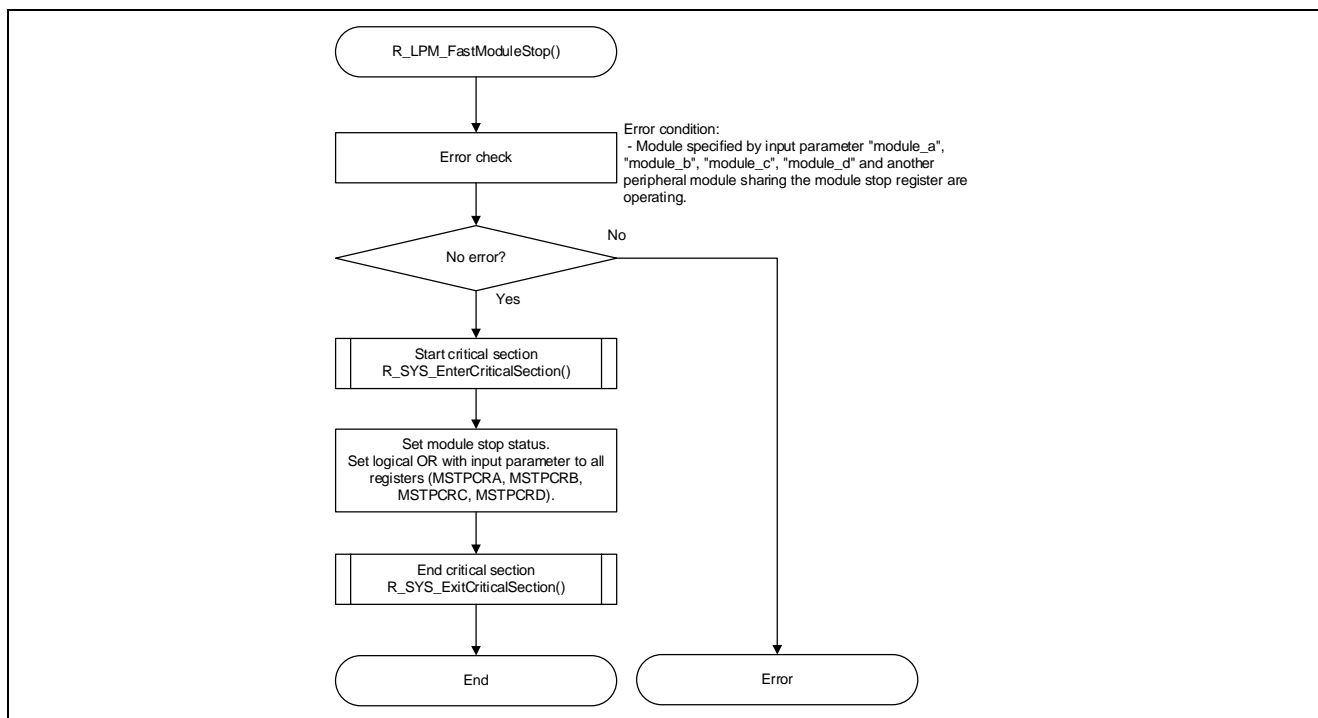 R_LPM_FastModuleStop()
Error check
Error condition:
- Module specified by input parameter "module_a",
"module_b", "module_c", "module_d" and another
peripheral module sharing the module stop register are
operating.
No error?
No
Yes
Start critical section
R_SYS_EnterCriticalSection()
Set module stop status.
Set logical OR with input parameter to all
registers (MSTPCRA, MSTPCRB,
MSTPCRC, MSTPCRD).
End critical section
R_SYS_ExitCriticalSection()
End
Error